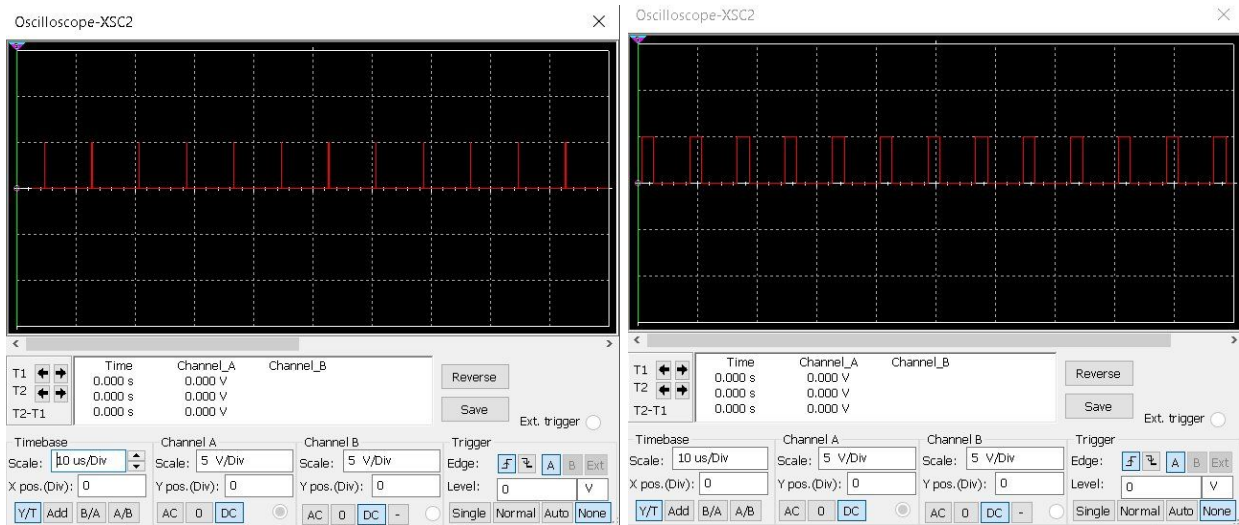 Oscilloscope-XSC2
T1
T2
T2-T1
Time Channel_A Channel_B
0.000 s 0.000 V
0.000 s 0.000 V
0.000 s 0.000 V
Reverse
Save
Ext. trigger
Timebase
Scale: 10 us/Div
X pos.(Div): 0
Y/T Add B/A A/B
Channel A
Scale: 5 V/Div
Y pos.(Div): 0
AC 0 DC
Channel B
Scale: 5 V/Div
Y pos.(Div): 0
AC 0 DC -
Trigger
Edge: A B Ext
Level: 0 V
Single Normal Auto None
Oscilloscope-XSC2
T1
T2
T2-T1
Time Channel_A Channel_B
0.000 s 0.000 V
0.000 s 0.000 V
0.000 s 0.000 V
Reverse
Save
Ext. trigger
Timebase
Scale: 10 us/Div
X pos.(Div): 0
Y/T Add B/A A/B
Channel A
Scale: 5 V/Div
Y pos.(Div): 0
AC 0 DC
Channel B
Scale: 5 V/Div
Y pos.(Div): 0
AC 0 DC -
Trigger
Edge: A B Ext
Level: 0 V
Single Normal Auto None